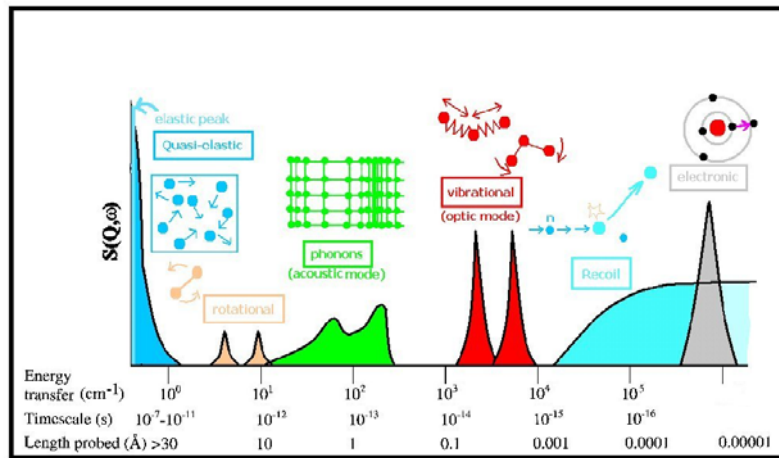 elastic peak
Quasi-elastic
rotational
phonons
(acoustic mode)
vibrational
(optic mode)
n
Recoil
electronic
S(Q,ω)
Energy
transfer (cm⁻¹) 10⁰ 10¹ 10² 10³ 10⁴ 10⁵
Timescale (s) 10⁻⁷-10⁻¹¹ 10⁻¹² 10⁻¹³ 10⁻¹⁴ 10⁻¹⁵ 10⁻¹⁶
Length probed (Å) >30 10 1 0.1 0.001 0.0001 0.00001